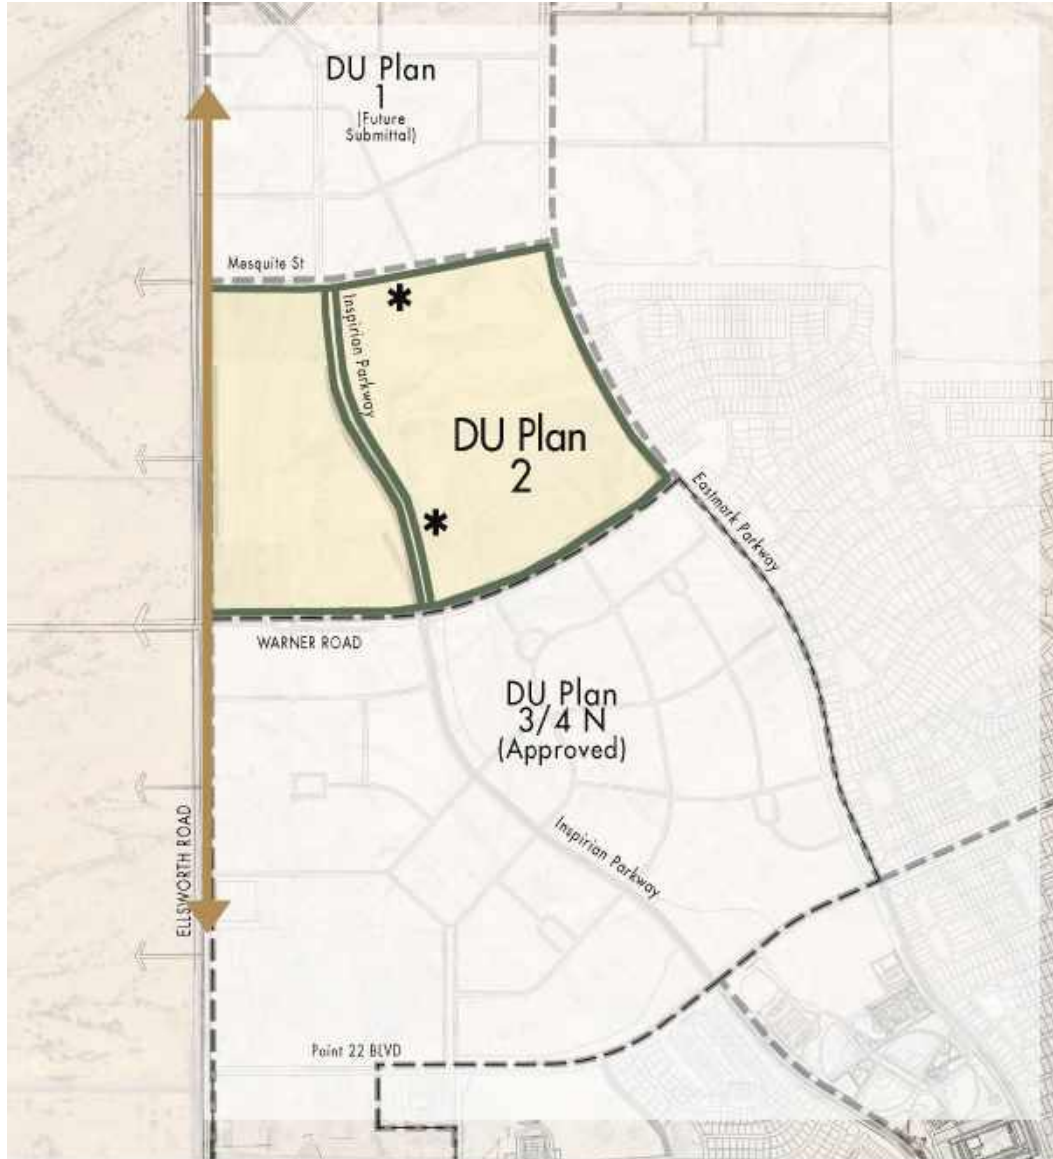 DU Plan
1
(Future
Submittal)
Mesquite St
Inspirian Parkway
*
DU Plan
2
*
Eastmark Parkway
WARNER ROAD
DU Plan
3/4 N
(Approved)
ELLSWORTH ROAD
Inspirian Parkway
Point 22 BLVD